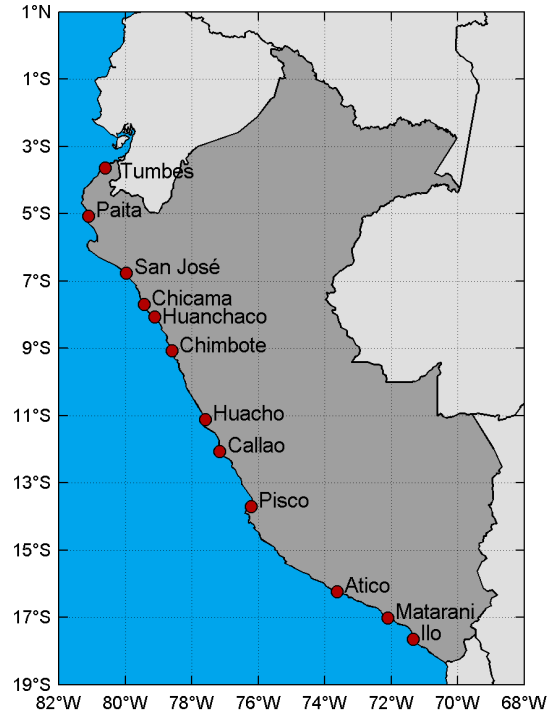 1°N
1°S
3°S
Tumbes
Paita
5°S
San José
7°S
Chicama
Huanchaco
Chimbote
9°S
Huacho
11°S
Callao
13°S
Pisco
15°S
Atico
Matarani
17°S
Ilo
19°S
82°W 80°W 78°W 76°W 74°W 72°W 70°W 68°W